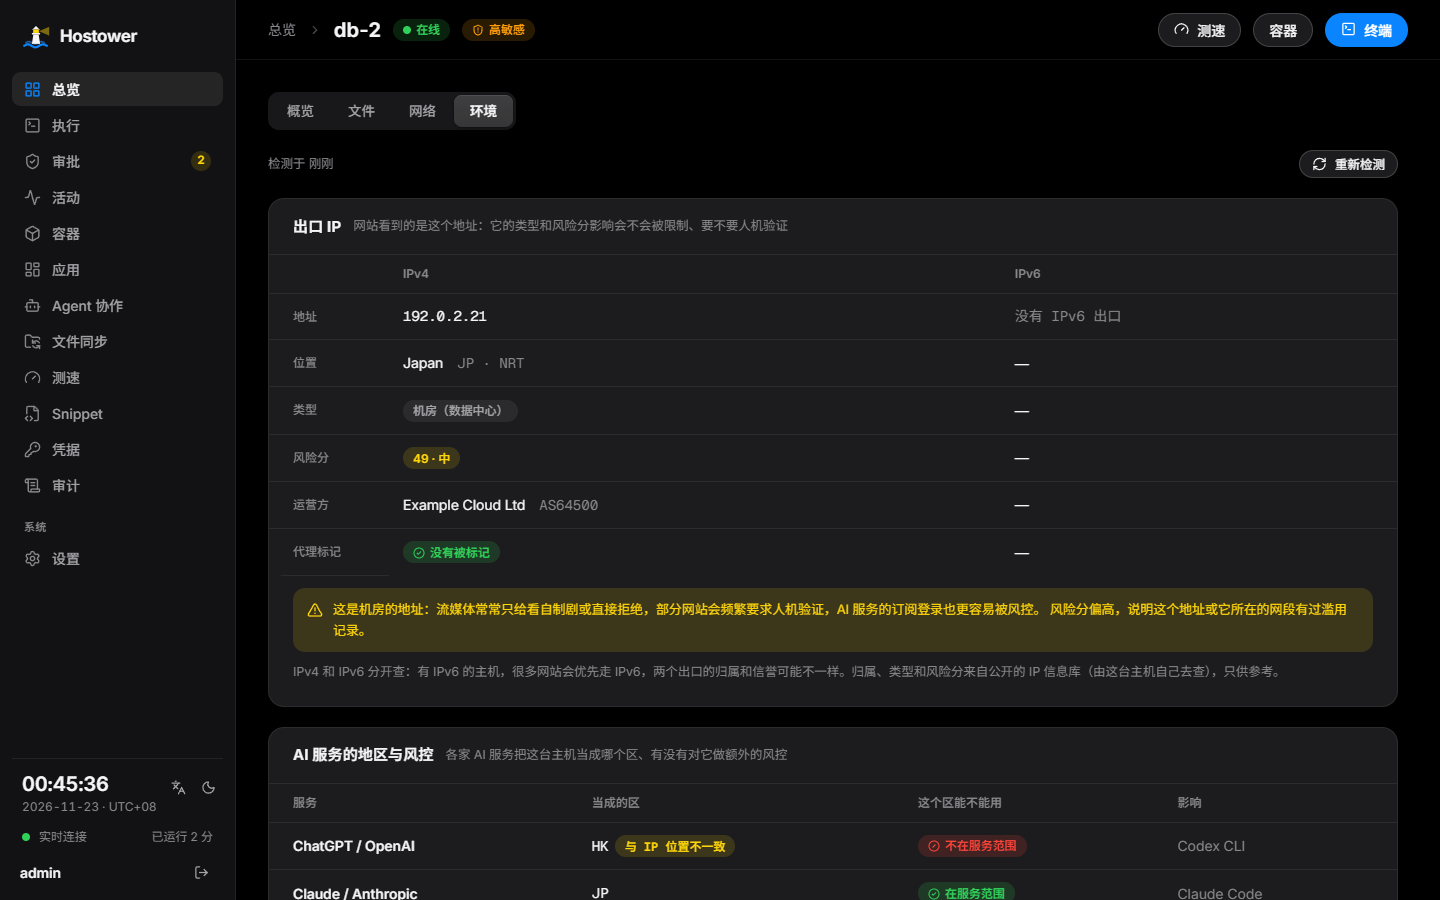 Hostower
总览
执行
审批
2
活动
容器
应用
Agent 协作
文件同步
测速
Snippet
凭据
审计
系统
设置
00:45:36
2026-11-23 · UTC+08
实时连接
已运行 2 分
admin
总览
db-2
在线
高敏感
测速
容器
终端
概览
文件
网络
环境
检测于 刚刚
重新检测
出口 IP
网站看到的是这个地址：它的类型和风险分影响会不会被限制、要不要人机验证
IPv4
IPv6
地址
192.0.2.21
没有 IPv6 出口
位置
Japan JP · NRT
—
类型
机房（数据中心）
—
风险分
49 · 中
—
运营方
Example Cloud Ltd AS64500
—
代理标记
没有被标记
—
这是机房的地址：流媒体常常只给看自制剧或直接拒绝，部分网站会频繁要求人机验证，AI 服务的订阅登录也更容易被风控。 风险分偏高，说明这个地址或它所在的网段有过滥用
记录。
IPv4 和 IPv6 分开查：有 IPv6 的主机，很多网站会优先走 IPv6，两个出口的归属和信誉可能不一样。归属、类型和风险分来自公开的 IP 信息库（由这台主机自己去查），只供参考。
AI 服务的地区与风控
各家 AI 服务把这台主机当成哪个区、有没有对它做额外的风控
服务
当成的区
这个区能不能用
影响
ChatGPT / OpenAI
HK
与 IP 位置不一致
不在服务范围
Codex CLI
Claude / Anthropic
JP
在服务范围
Claude Code